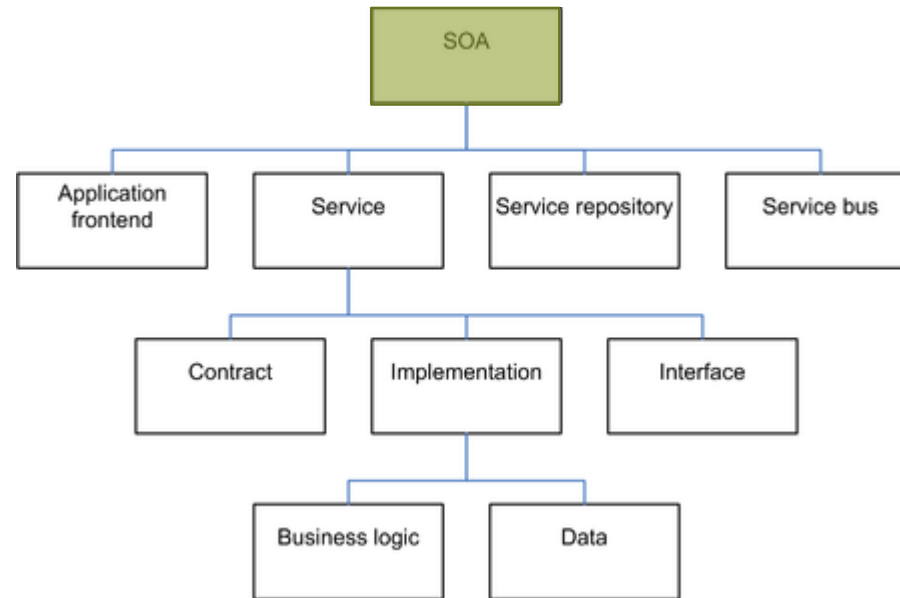 SOA
Application
frontend
Service
Service repository
Service bus
Contract
Implementation
Interface
Business logic
Data